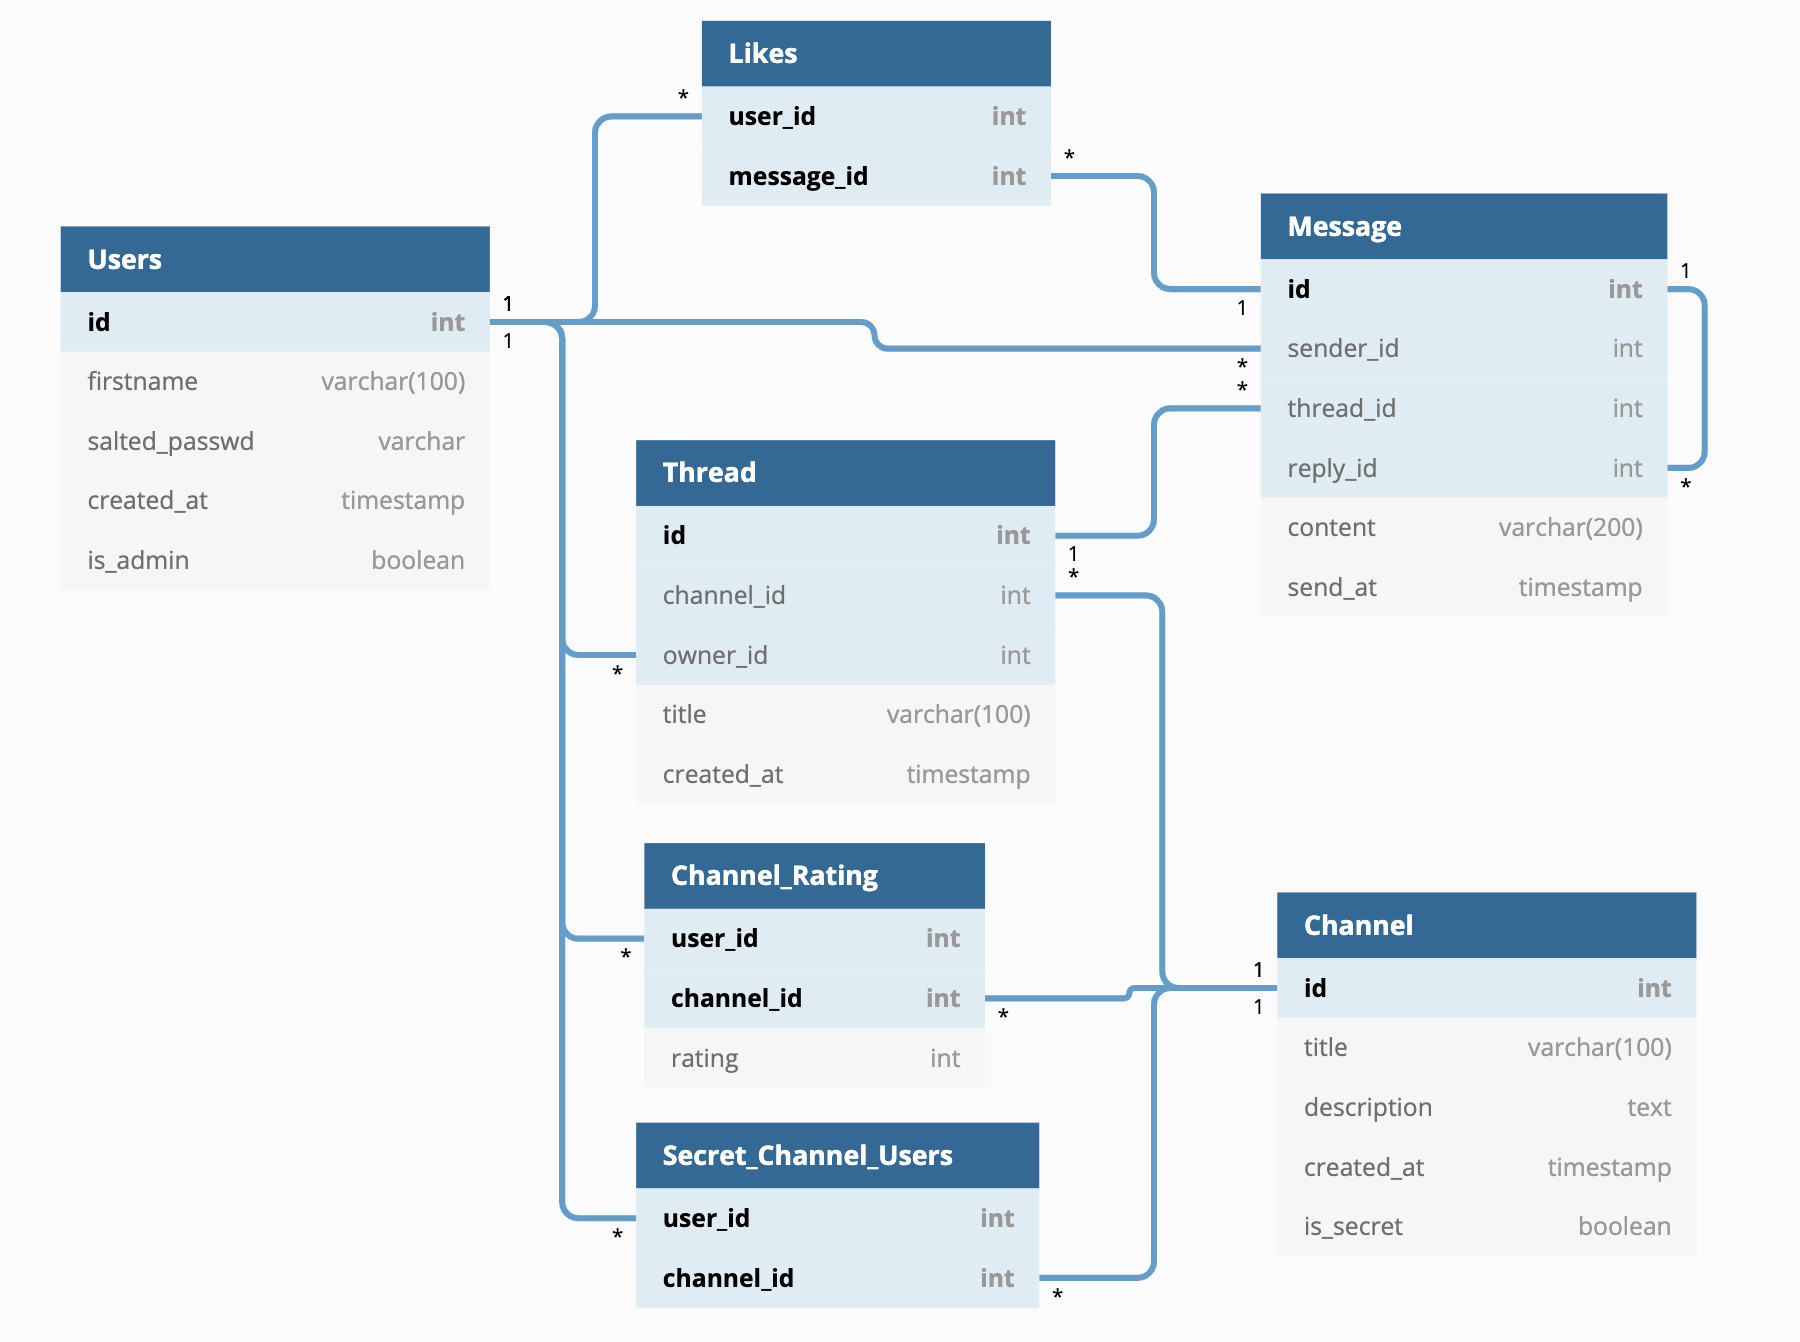 Likes
*
user_id int
*
message_id int
Message
1
id int
1
sender_id int
*
*
thread_id int
reply_id int
*
content varchar(200)
send_at timestamp
Users
1
id int
1
firstname varchar(100)
salted_passwd varchar
created_at timestamp
is_admin boolean
Thread
id int
1
*
channel_id int
owner_id int
*
title varchar(100)
created_at timestamp
Channel_Rating
user_id int
*
channel_id int
*
rating int
Channel
1
id int
1
title varchar(100)
description text
created_at timestamp
is_secret boolean
Secret_Channel_Users
user_id int
*
channel_id int
*